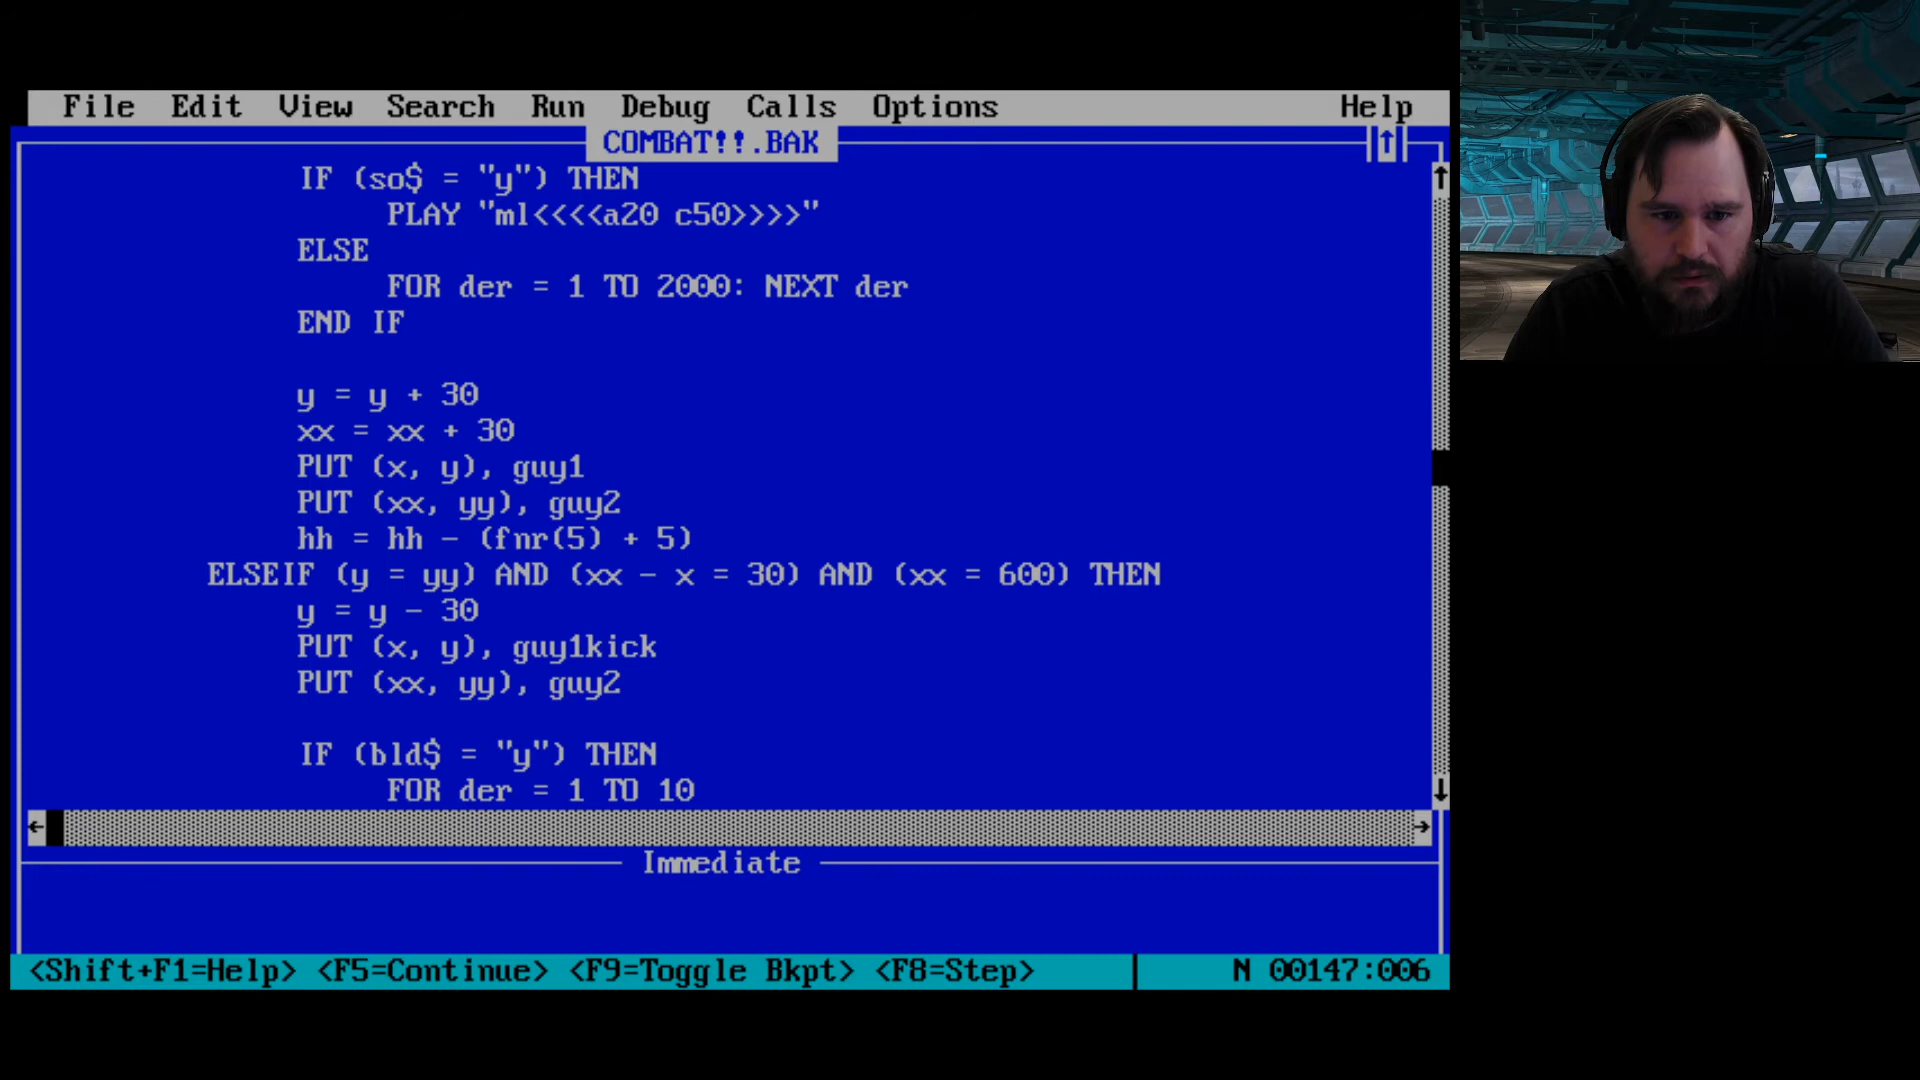 File Edit View Search Run Debug Calls Options Help
COMBAT!!.BAK
IF (so$ = "y") THEN
PLAY "ml<<<<a20 c50>>>>"
ELSE
FOR der = 1 TO 2000: NEXT der
END IF
y = y + 30
xx = xx + 30
PUT (x, y), guy1
PUT (xx, yy), guy2
hh = hh - (fnr(5) + 5)
ELSEIF (y = yy) AND (xx - x = 30) AND (xx = 600) THEN
y = y - 30
PUT (x, y), guy1kick
PUT (xx, yy), guy2
IF (bld$ = "y") THEN
FOR der = 1 TO 10
Immediate
<Shift+F1=Help> <F5=Continue> <F9=Toggle Bkpt> <F8=Step> N 00147:006